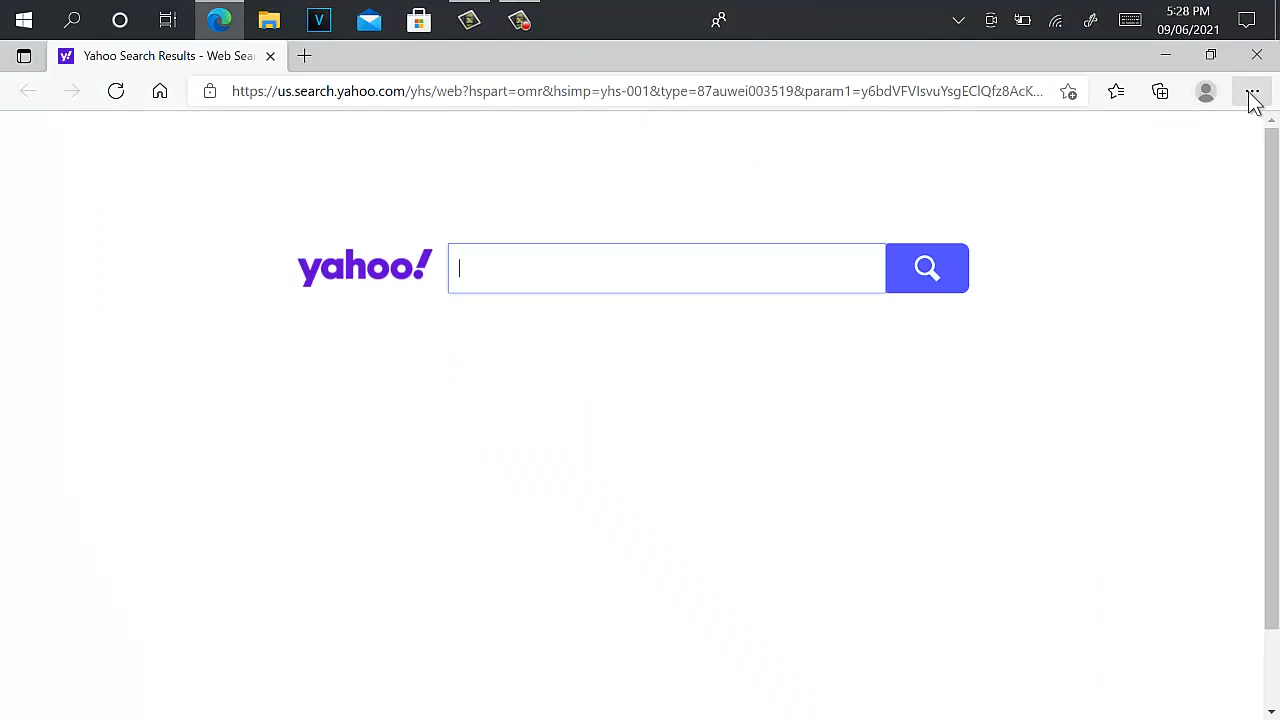 5:28 PM
09/06/2021
Yahoo Search Results - Web Sea
https://us.search.yahoo.com/yhs/web?hspart=omr&hsimp=yhs-001&type=87auwei003519&param1=y6bdVFVIsvuYsgEClQfz8AcK...
yahoo!